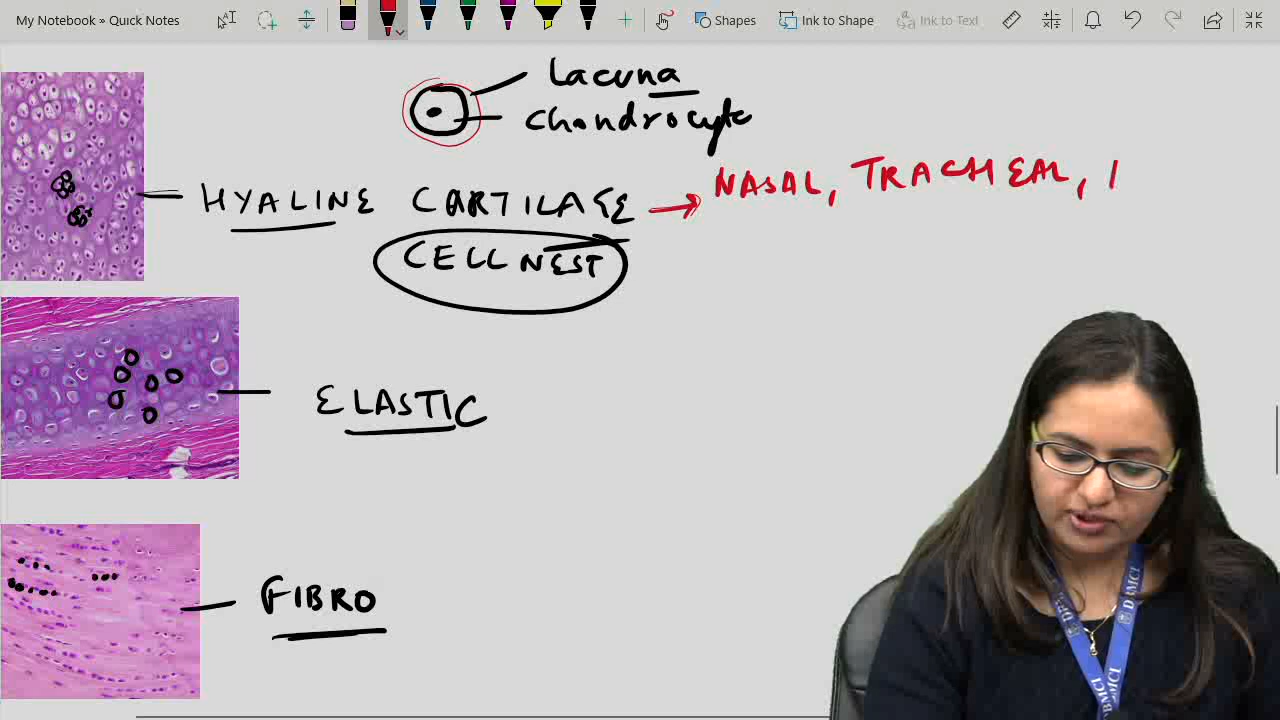 My Notebook » Quick Notes
Shapes
Ink to Shape
Ink to Text
Lacuna
Chondrocyte
HYALINE CARTILAGE → NASAL, TRACHEAL,
CELL NEST
ELASTIC
FIBRO
DBMCI